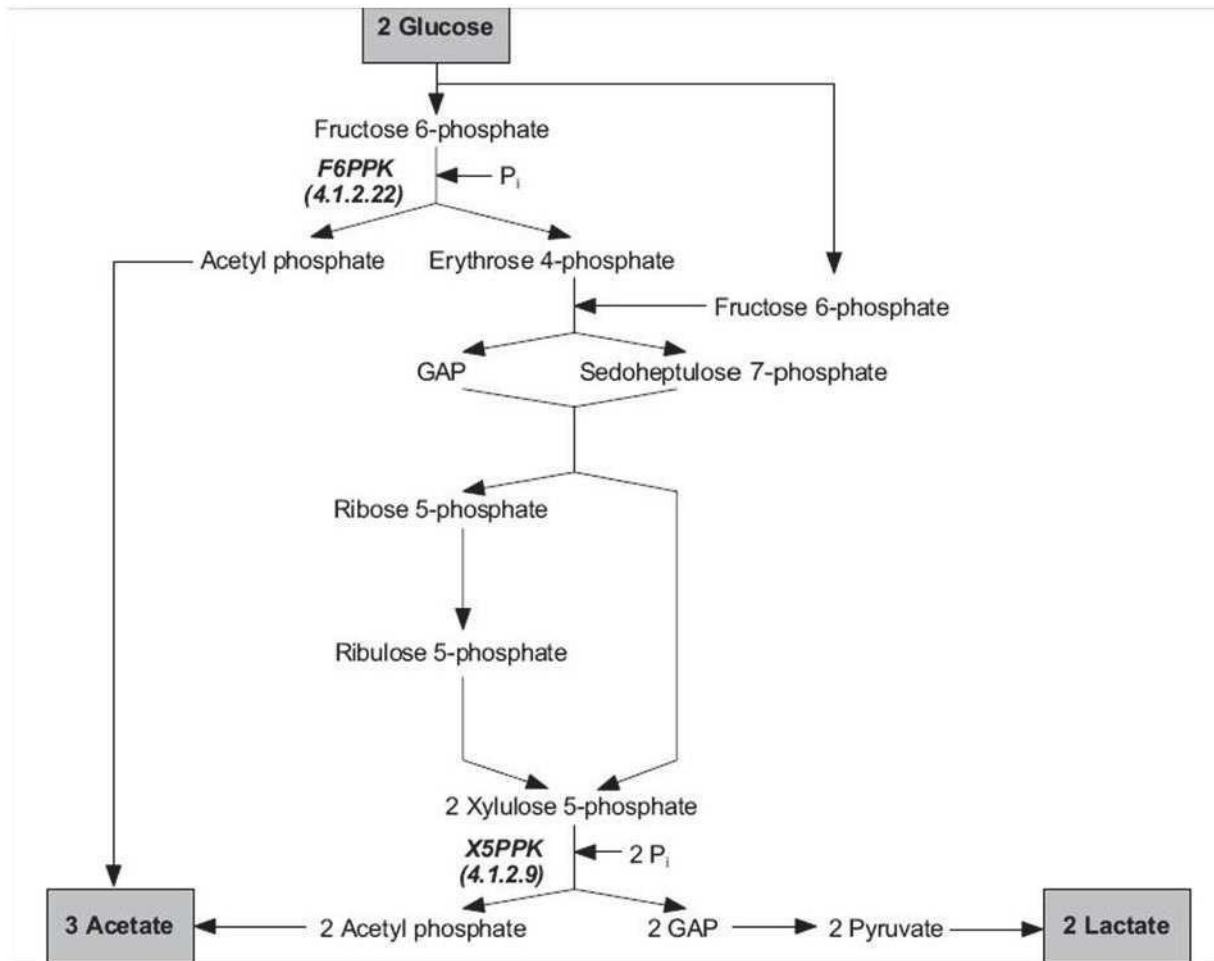 2 Glucose
Fructose 6-phosphate
F6PPK
(4.1.2.22)
Pi
Acetyl phosphate
Erythrose 4-phosphate
Fructose 6-phosphate
GAP
Sedoheptulose 7-phosphate
Ribose 5-phosphate
Ribulose 5-phosphate
2 Xylulose 5-phosphate
X5PPK
(4.1.2.9)
2 Pi
3 Acetate
2 Acetyl phosphate
2 GAP
2 Pyruvate
2 Lactate